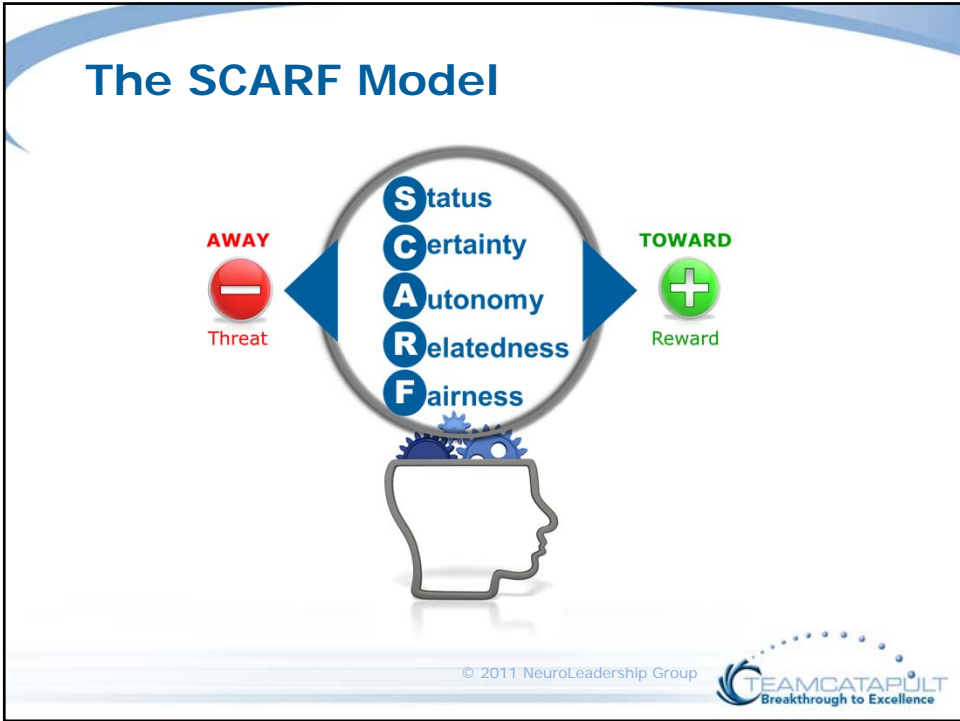 The SCARF Model
Status
AWAY
Certainty
TOWARD
Autonomy
Threat
Relatedness
Reward
Fairness
© 2011 NeuroLeadership Group
TEAMCATAPULT
Breakthrough to Excellence